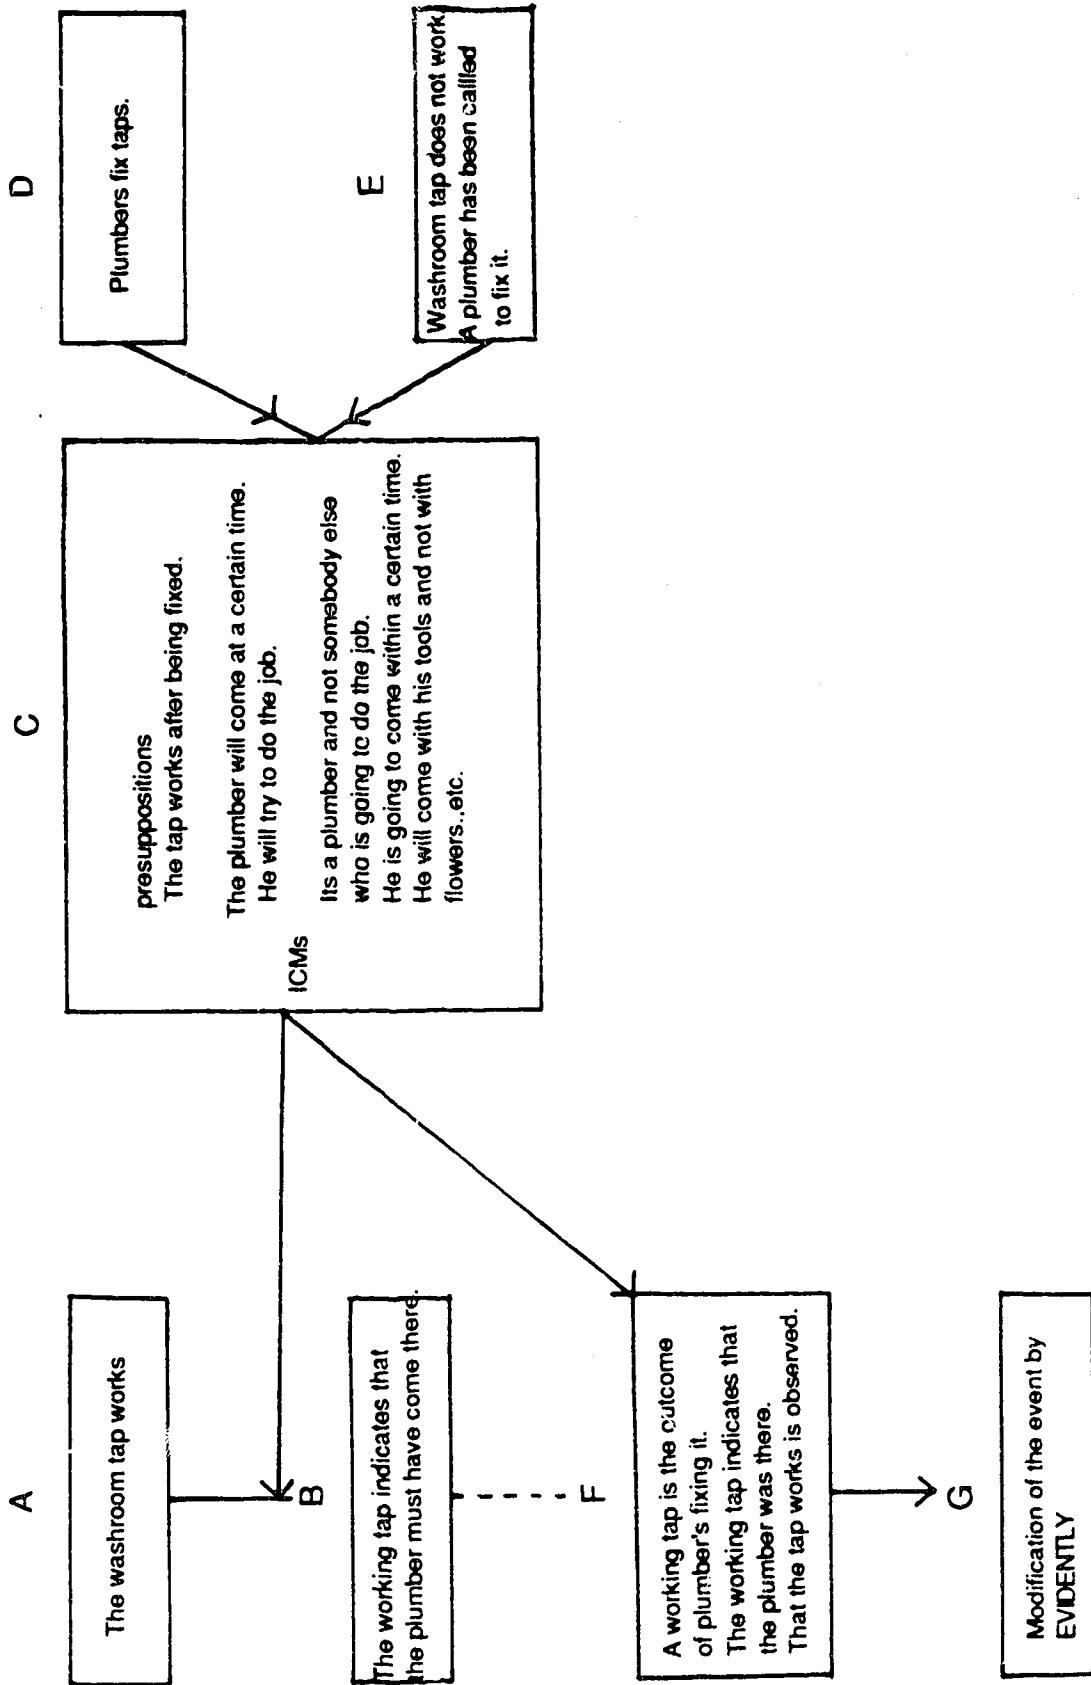 A
The washroom tap works
B
The working tap indicates that
the plumber must have come there.
F
A working tap is the outcome
of plumber's fixing it.
The working tap indicates that
the plumber was there.
That the tap works is observed.
G
Modification of the event by
EVIDENTLY
C
presuppositions
The tap works after being fixed.
The plumber will come at a certain time.
He will try to do the job.
ICMs
Its a plumber and not somebody else
who is going to do the job.
He is going to come within a certain time.
He will come with his tools and not with
flowers.,etc.
D
Plumbers fix taps.
E
Washroom tap does not work
A plumber has been callled
to fix it.